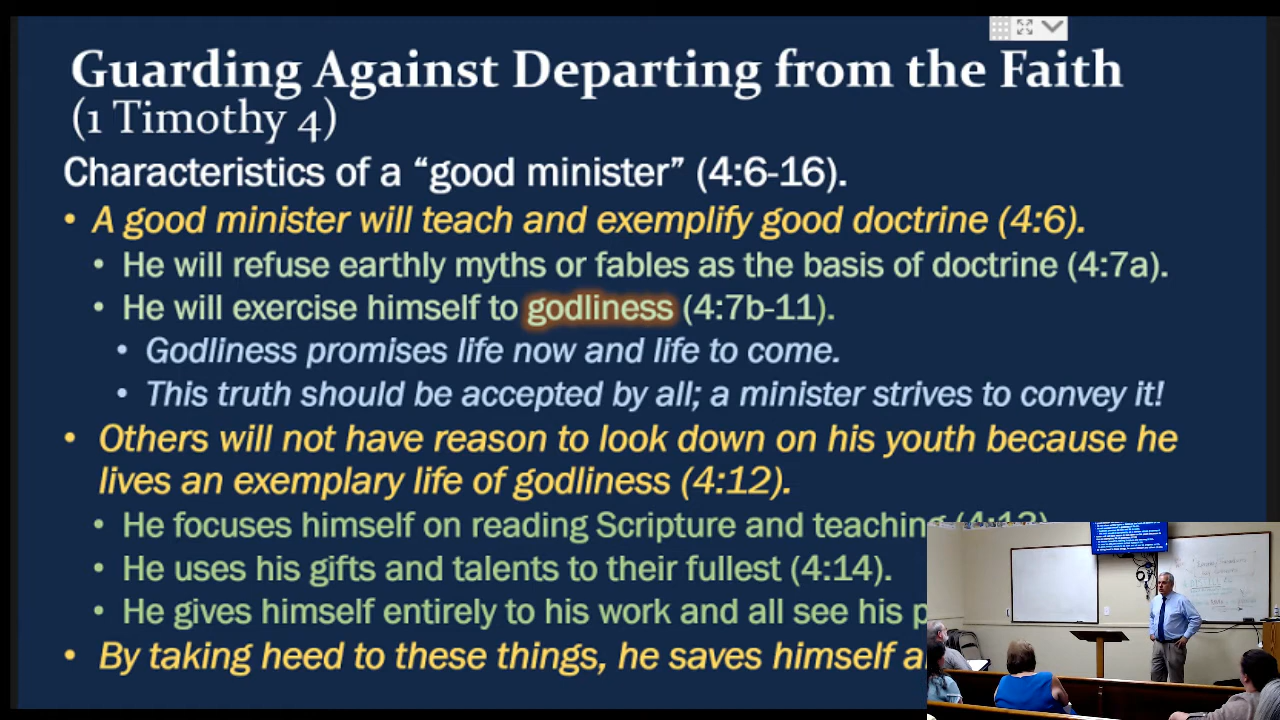 Guarding Against Departing from the Faith
(1 Timothy 4)
Characteristics of a “good minister” (4:6-16).
• A good minister will teach and exemplify good doctrine (4:6).
• He will refuse earthly myths or fables as the basis of doctrine (4:7a).
• He will exercise himself to godliness (4:7b-11).
• Godliness promises life now and life to come.
• This truth should be accepted by all; a minister strives to convey it!
• Others will not have reason to look down on his youth because he
lives an exemplary life of godliness (4:12).
• He focuses himself on reading Scripture and teaching (4:13).
• He uses his gifts and talents to their fullest (4:14).
• He gives himself entirely to his work and all see his
• By taking heed to these things, he saves himself